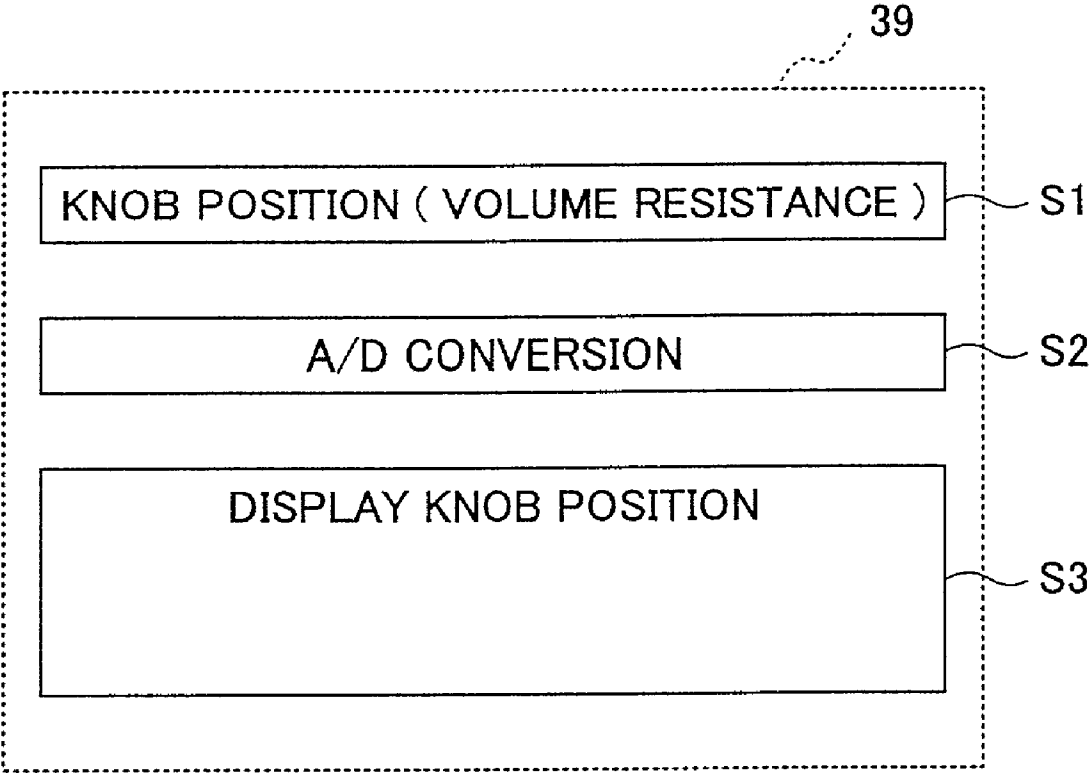 39
KNOB POSITION ( VOLUME RESISTANCE )
S1
A/D CONVERSION
S2
DISPLAY KNOB POSITION
S3